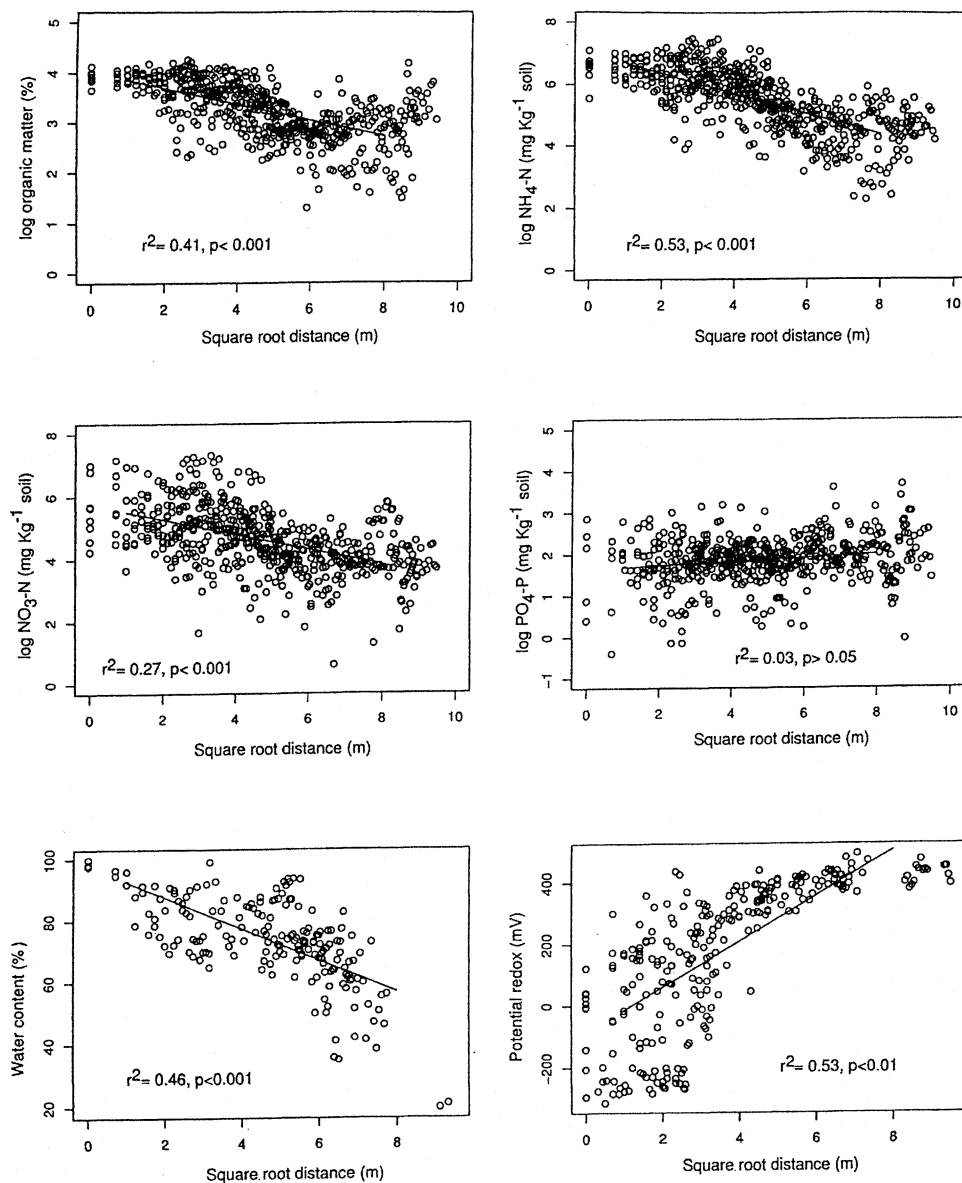 log organic matter (%)
5
4
3
2
1
0
r2= 0.41, p< 0.001
0 2 4 6 8 10
Square root distance (m)
log NH4-N (mg Kg-1 soil)
8
6
4
2
0
r2= 0.53, p< 0.001
0 2 4 6 8 10
Square root distance (m)
log NO3-N (mg Kg-1 soil)
8
6
4
2
0
r2= 0.27, p< 0.001
0 2 4 6 8 10
Square root distance (m)
log PO4-P (mg Kg-1 soil)
5
4
3
2
1
0
−1
r2= 0.03, p> 0.05
0 2 4 6 8 10
Square root distance (m)
Water content (%)
100
80
60
40
20
r2= 0.46, p<0.001
0 2 4 6 8
Square root distance (m)
Potential redox (mV)
400
200
0
−200
r2= 0.53, p<0.01
0 2 4 6 8
Square root distance (m)